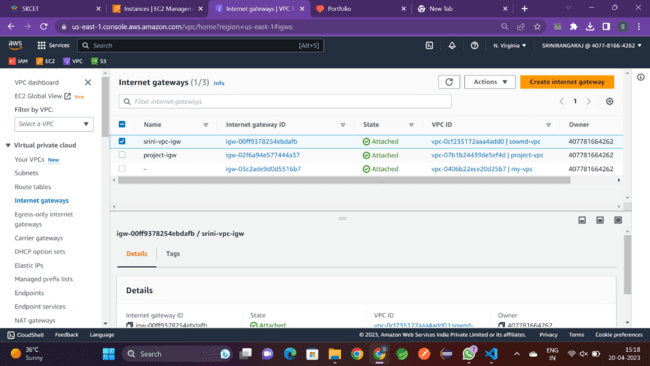 SKCET
Instances | EC2 Managem
Internet gateways | VPC M
Portfolio
New Tab
us-east-1.console.aws.amazon.com/vpc/home?region=us-east-1#igws:
aws
Services
Search
[Alt+S]
N. Virginia
SRINIRANGARAJ @ 4077-8166-4262
IAM
EC2
VPC
S3
VPC dashboard
EC2 Global View
New
Filter by VPC:
Select a VPC
Virtual private cloud
Your VPCs New
Subnets
Route tables
Internet gateways
Egress-only internet
gateways
Carrier gateways
DHCP option sets
Elastic IPs
Managed prefix lists
Endpoints
Endpoint services
NAT gateways
Internet gateways (1/3) Info
Actions
Create internet gateway
Filter internet gateways
1
Name
Internet gateway ID
State
VPC ID
Owner
srini-vpc-igw
igw-00ff9378254ebdafb
Attached
vpc-0cf235172aaa4add0 | sownd-vpc
407781664262
project-igw
igw-02f6a94e577444a37
Attached
vpc-07b1b24439de5ef4d | project-vpc
407781664262
–
igw-03c2ade9d0d5516b7
Attached
vpc-0406b22ece20d25b7 | my-vpc
407781664262
igw-00ff9378254ebdafb / srini-vpc-igw
Details
Tags
Details
Internet gateway ID
State
VPC ID
Owner
igw-00ff9378254ebdafb
Attached
vpc-0cf235172aaa4add0 | sownd-
407781664262
CloudShell
Feedback
Language
© 2023, Amazon Web Services India Private Limited or its affiliates.
Privacy
Terms
Cookie preferences
36°C
Sunny
Search
ENG
IN
15:18
20-04-2023